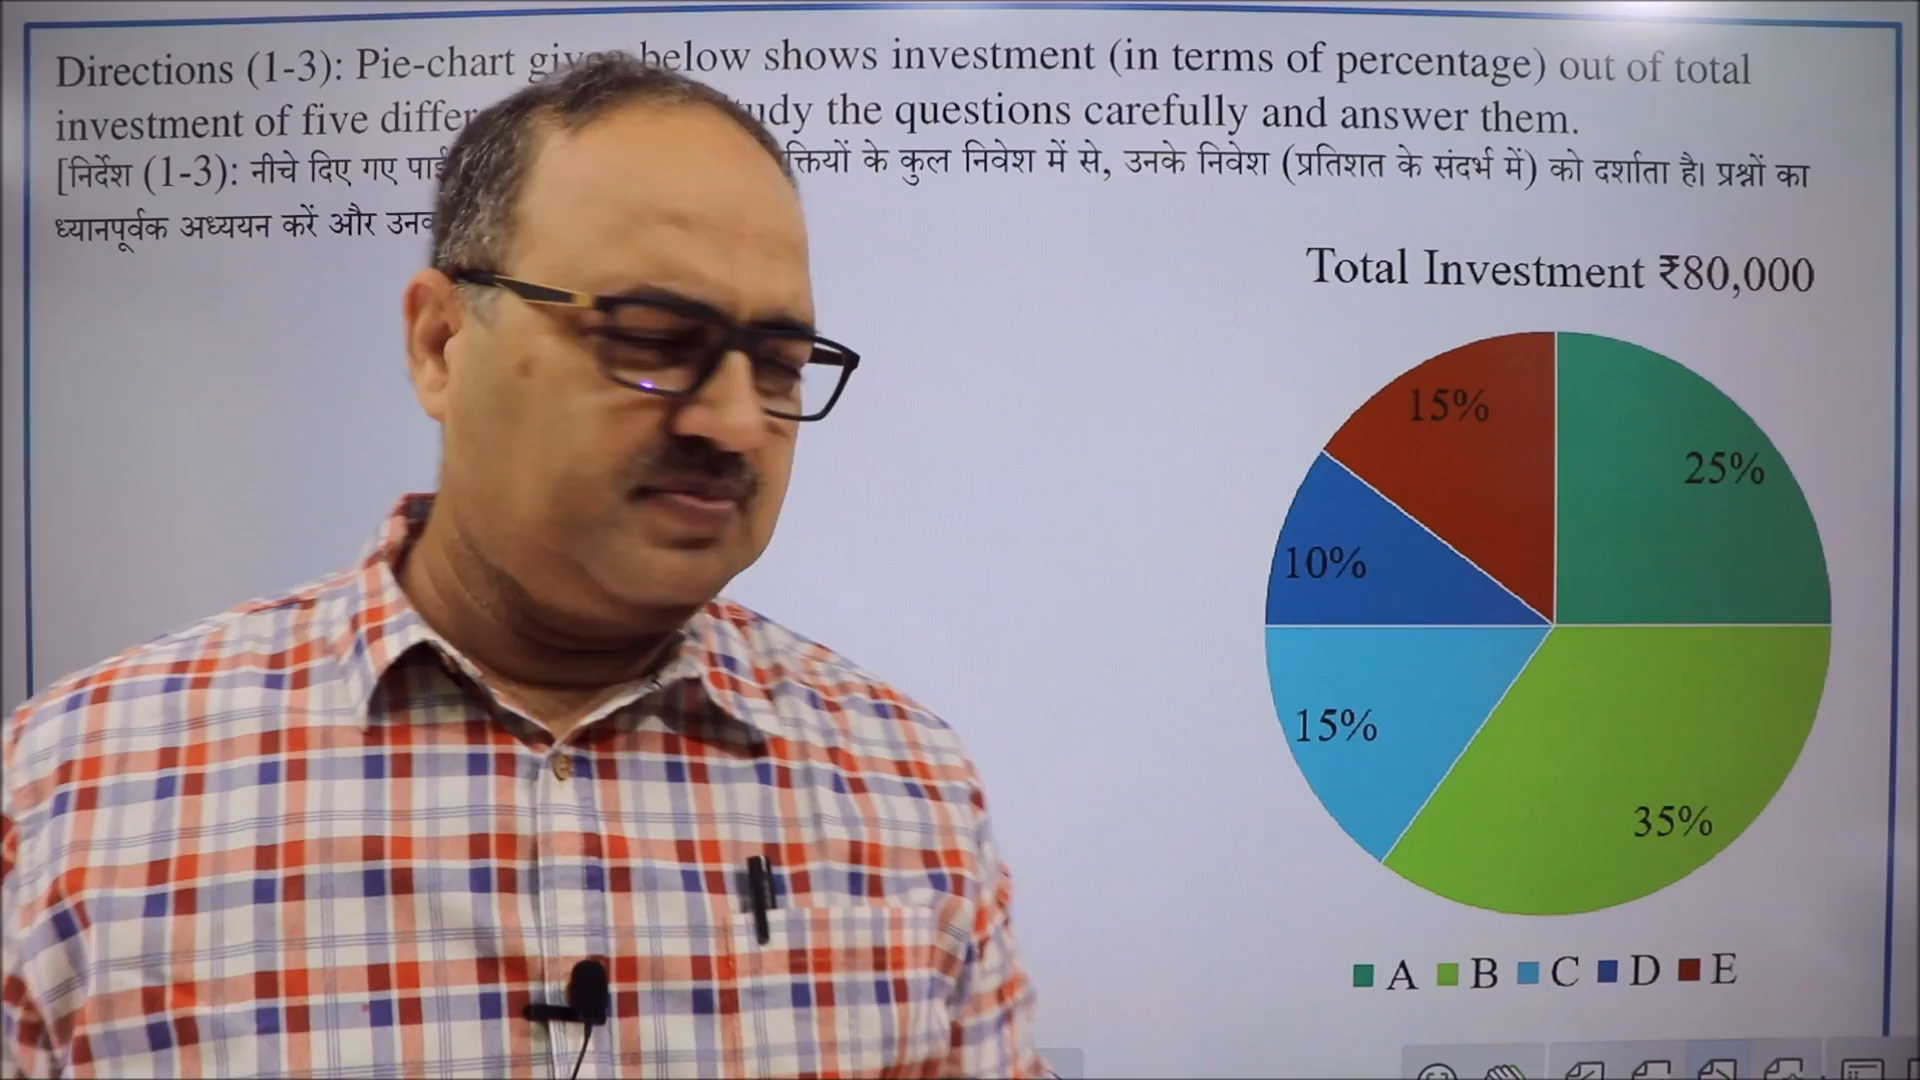 Directions (1-3): Pie-chart given below shows investment (in terms of percentage) out of total
investment of five differ udy the questions carefully and answer them.
[निर्देश (1-3): नीचे दिए गए पाई क्तियों के कुल निवेश में से, उनके निवेश (प्रतिशत के संदर्भ में) को दर्शाता है। प्रश्नों का
ध्यानपूर्वक अध्ययन करें और उनक
Total Investment ₹80,000
15%
25%
10%
15%
35%
A B C D E